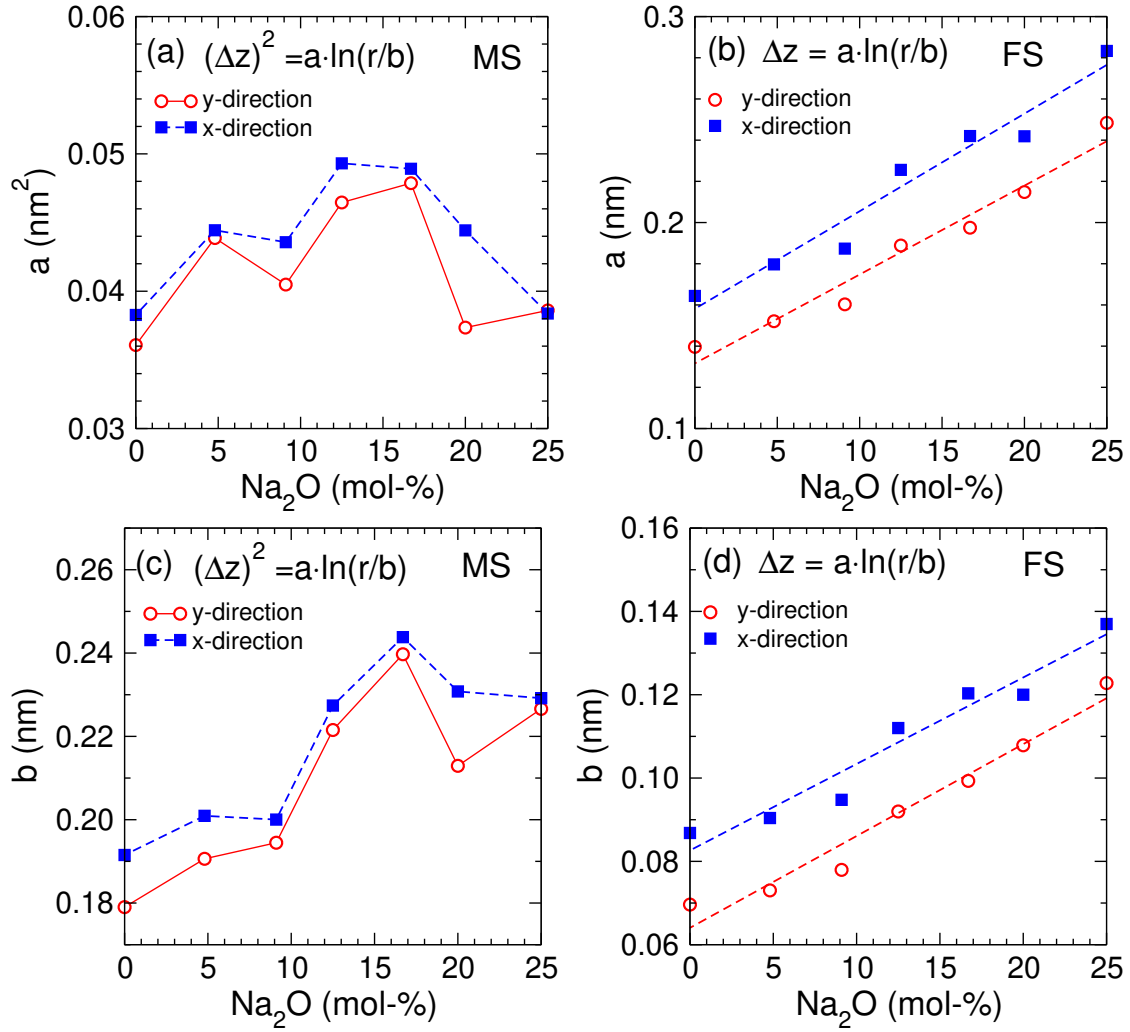 (a) (Δz)² =a·ln(r/b) MS
y-direction
x-direction
0.06
0.05
0.04
0.03
a (nm²)
0 5 10 15 20 25
Na₂O (mol-%)
(b) Δz = a·ln(r/b) FS
y-direction
x-direction
0.3
0.2
0.1
a (nm)
0 5 10 15 20 25
Na₂O (mol-%)
(c) (Δz)² =a·ln(r/b) MS
y-direction
x-direction
0.26
0.24
0.22
0.20
0.18
b (nm)
0 5 10 15 20 25
Na₂O (mol-%)
(d) Δz = a·ln(r/b) FS
y-direction
x-direction
0.16
0.14
0.12
0.10
0.08
0.06
b (nm)
0 5 10 15 20 25
Na₂O (mol-%)